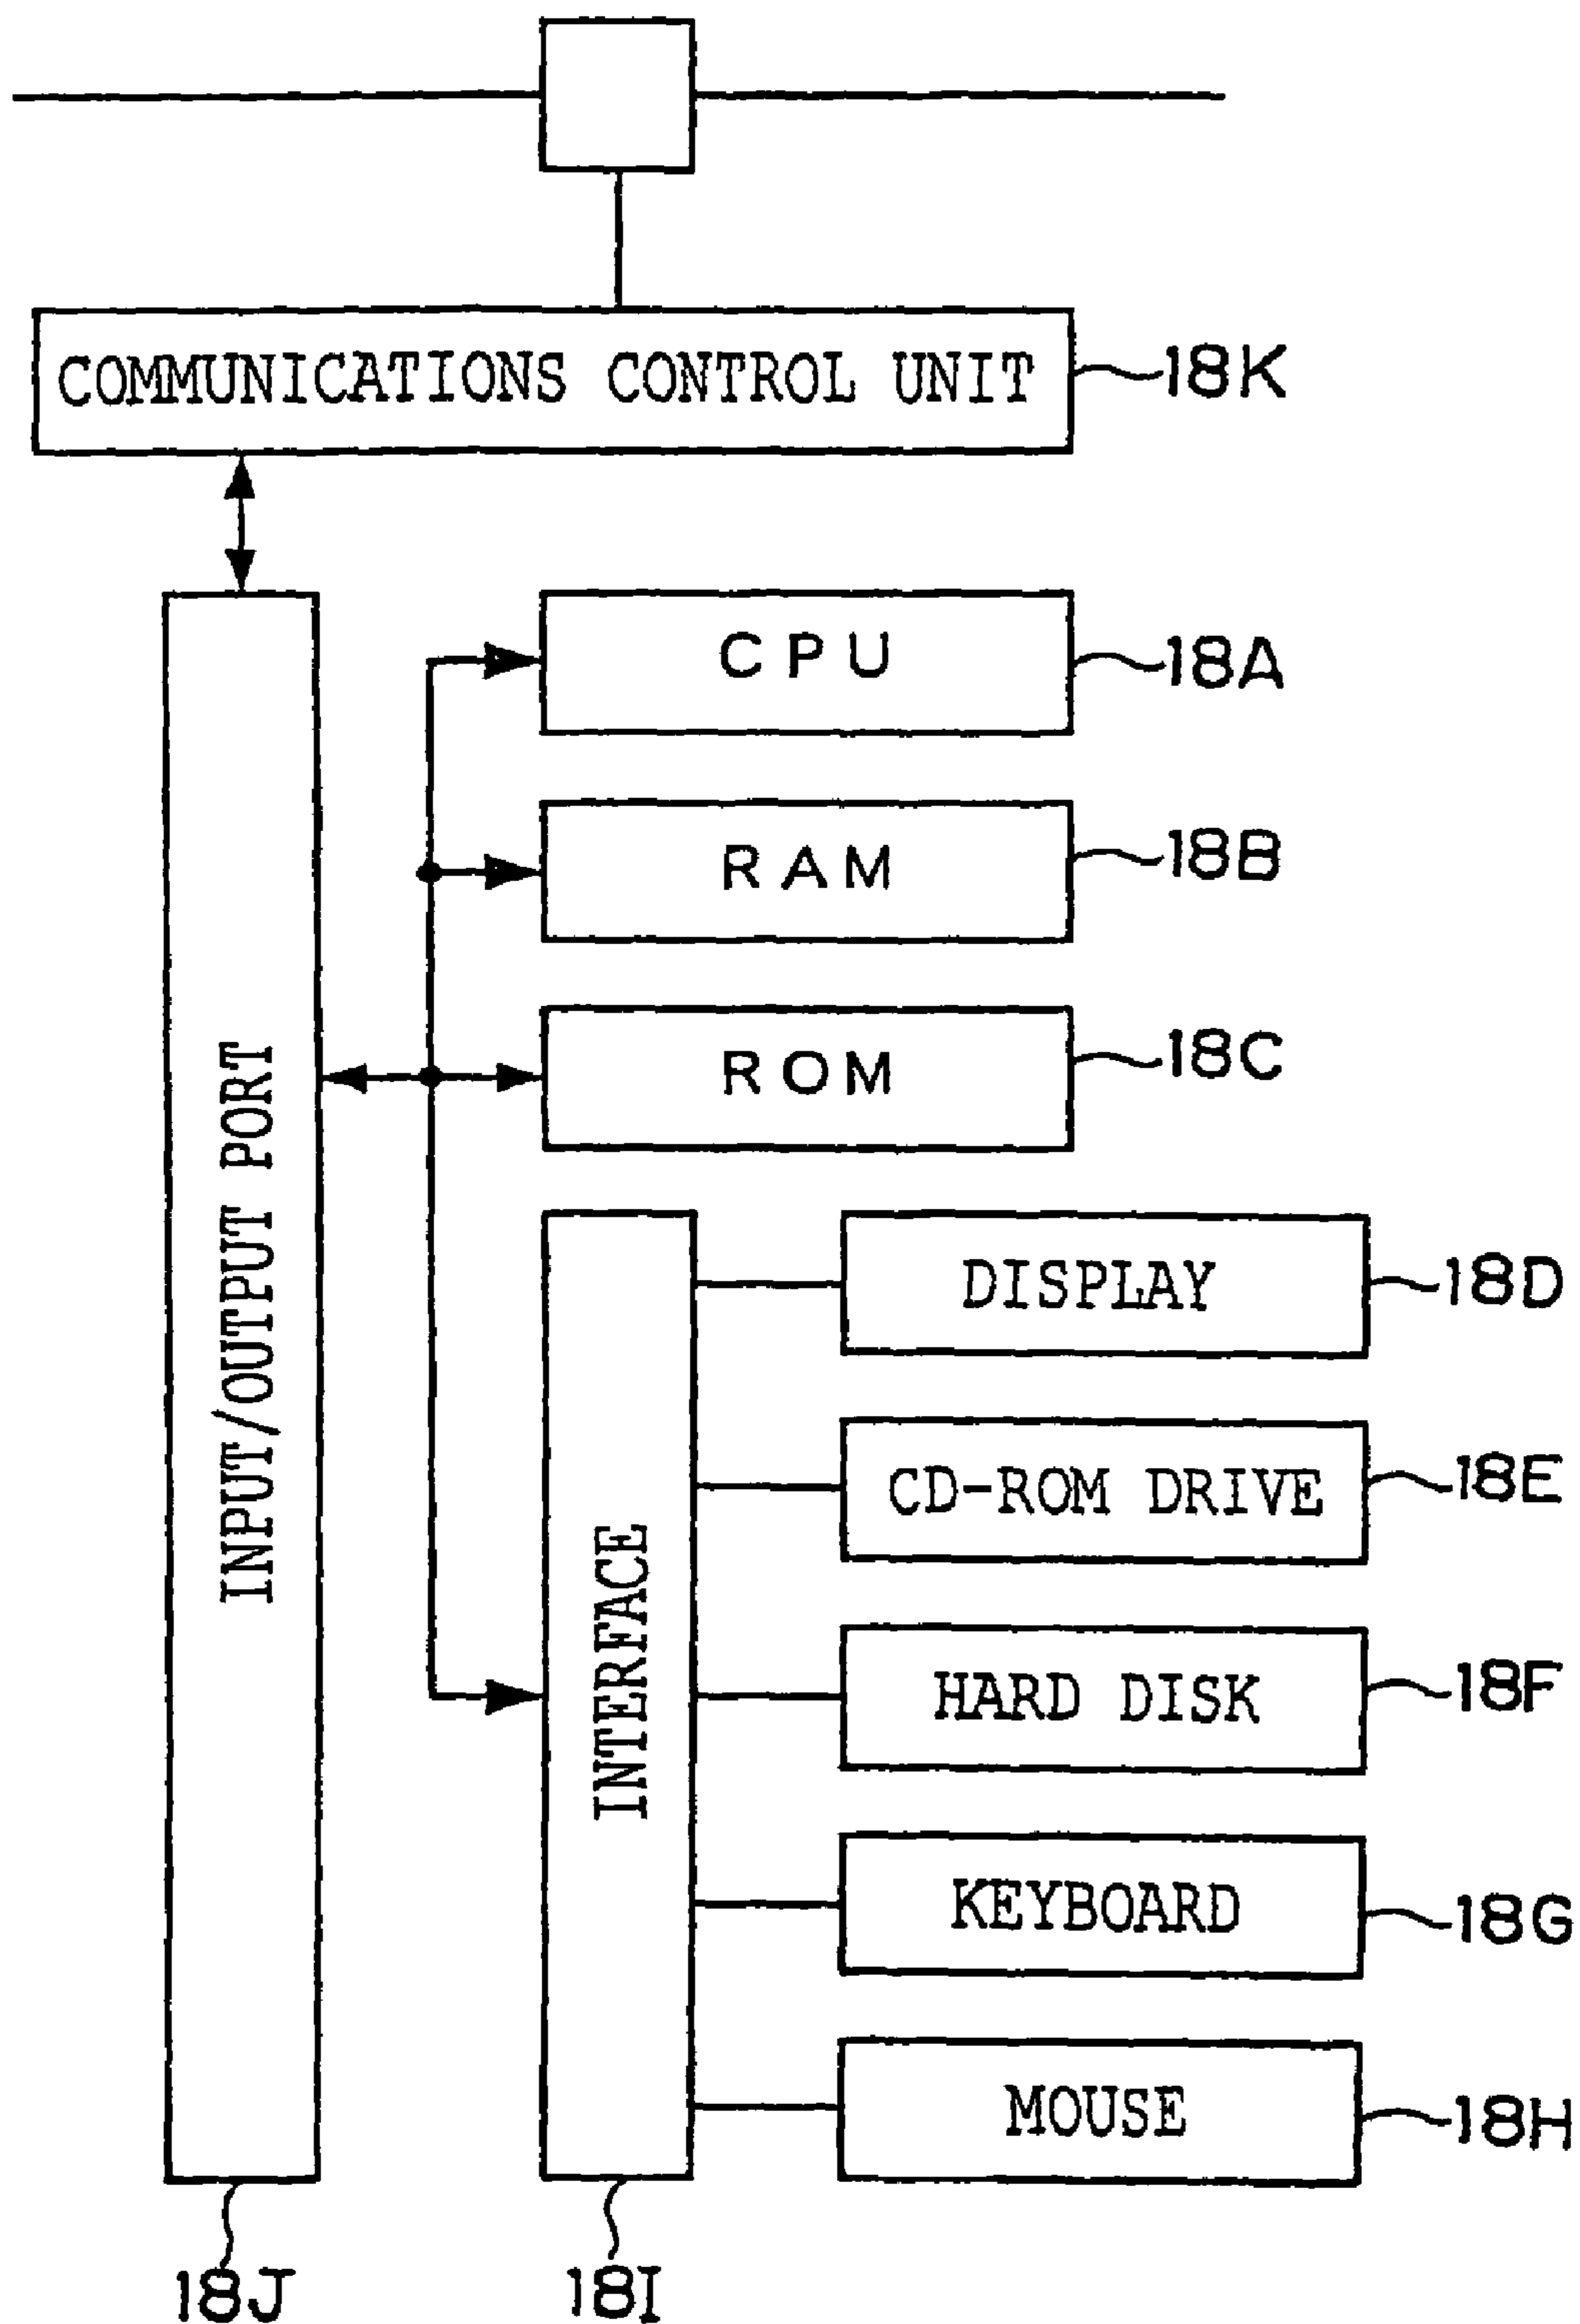 COMMUNICATIONS CONTROL UNIT
18K
CPU
18A
RAM
18B
ROM
18C
INPUT/OUTPUT PORT
18J
INTERFACE
18I
DISPLAY
18D
CD-ROM DRIVE
18E
HARD DISK
18F
KEYBOARD
18G
MOUSE
18H